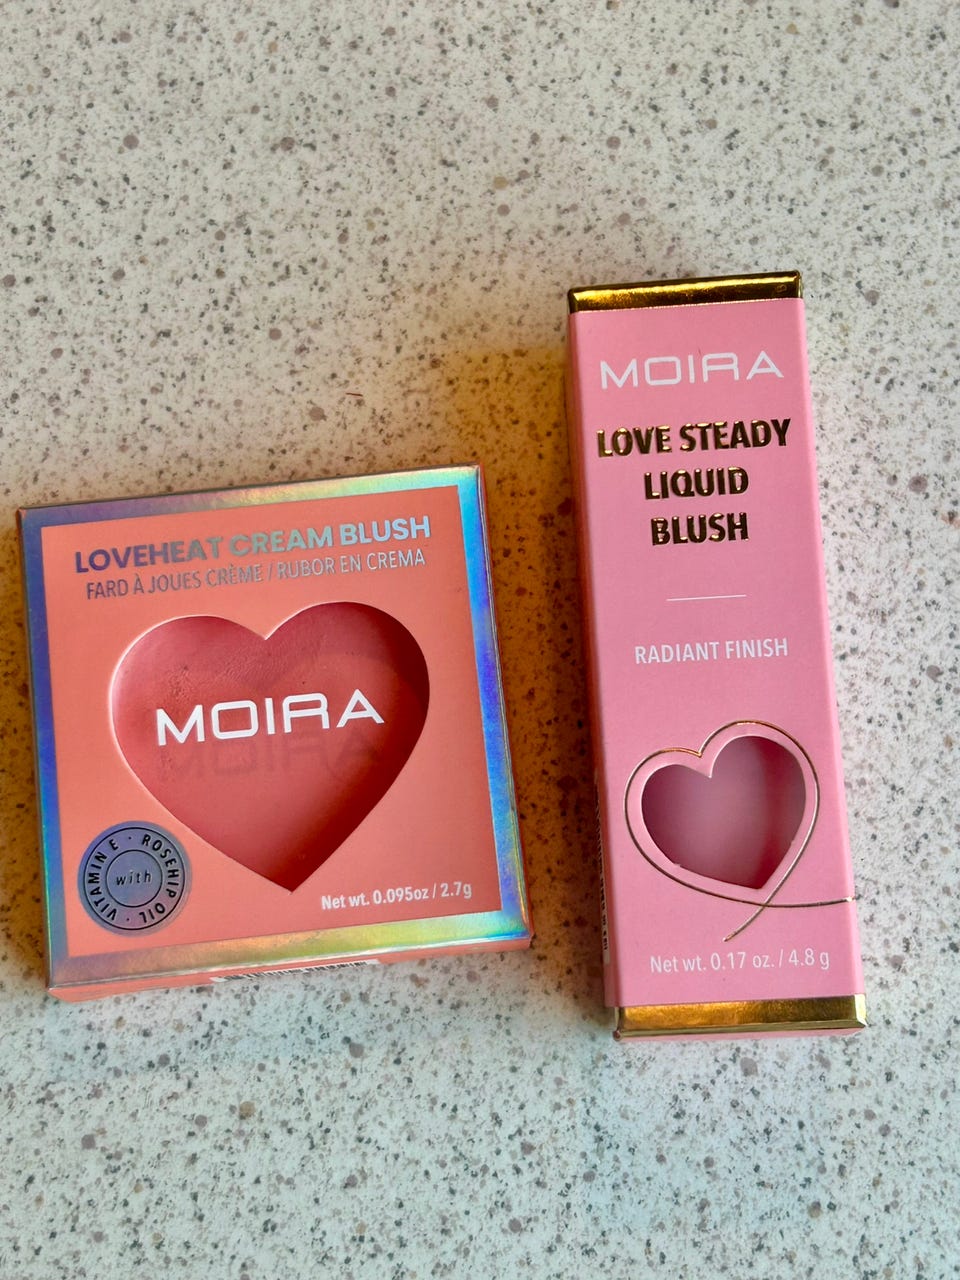 LOVEHEAT CREAM BLUSH
FARD À JOUES CRÈME / RUBOR EN CREMA
MOIRA
VITAMIN E · ROSEHIP OIL ·
with
Net wt. 0.095oz / 2.7g
MOIRA
LOVE STEADY
LIQUID
BLUSH
RADIANT FINISH
Net wt. 0.17 oz. / 4.8 g